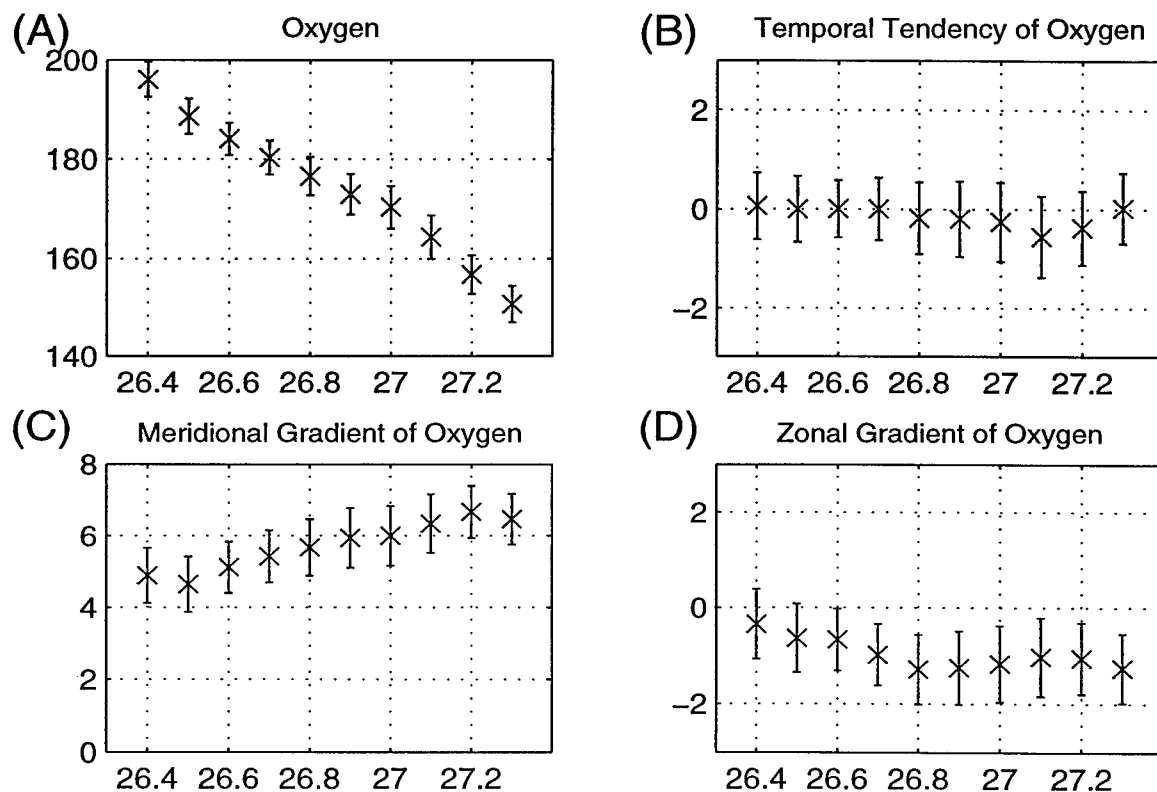 (A) Oxygen
200
180
160
140
26.4 26.6 26.8 27 27.2
(B) Temporal Tendency of Oxygen
2
0
−2
26.4 26.6 26.8 27 27.2
(C) Meridional Gradient of Oxygen
8
6
4
2
0
26.4 26.6 26.8 27 27.2
(D) Zonal Gradient of Oxygen
2
0
−2
26.4 26.6 26.8 27 27.2